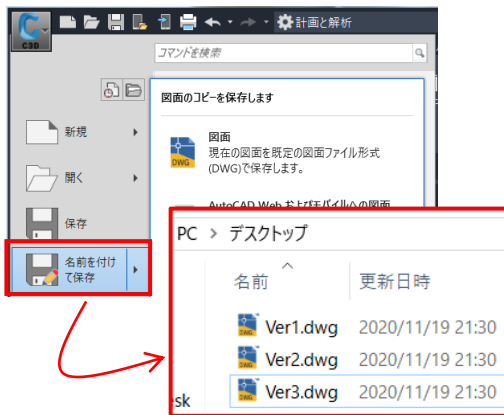 C3D
計画と解析
コマンドを検索
図面のコピーを保存します
新規
図面
現在の図面を既定の図面ファイル形式
(DWG)で保存します。
DWG
開く
AutoCAD Web およびモバイルへの図面
保存
名前を付け
て保存
PC > デスクトップ
名前 更新日時
Ver1.dwg 2020/11/19 21:30
Ver2.dwg 2020/11/19 21:30
Ver3.dwg 2020/11/19 21:30
sk